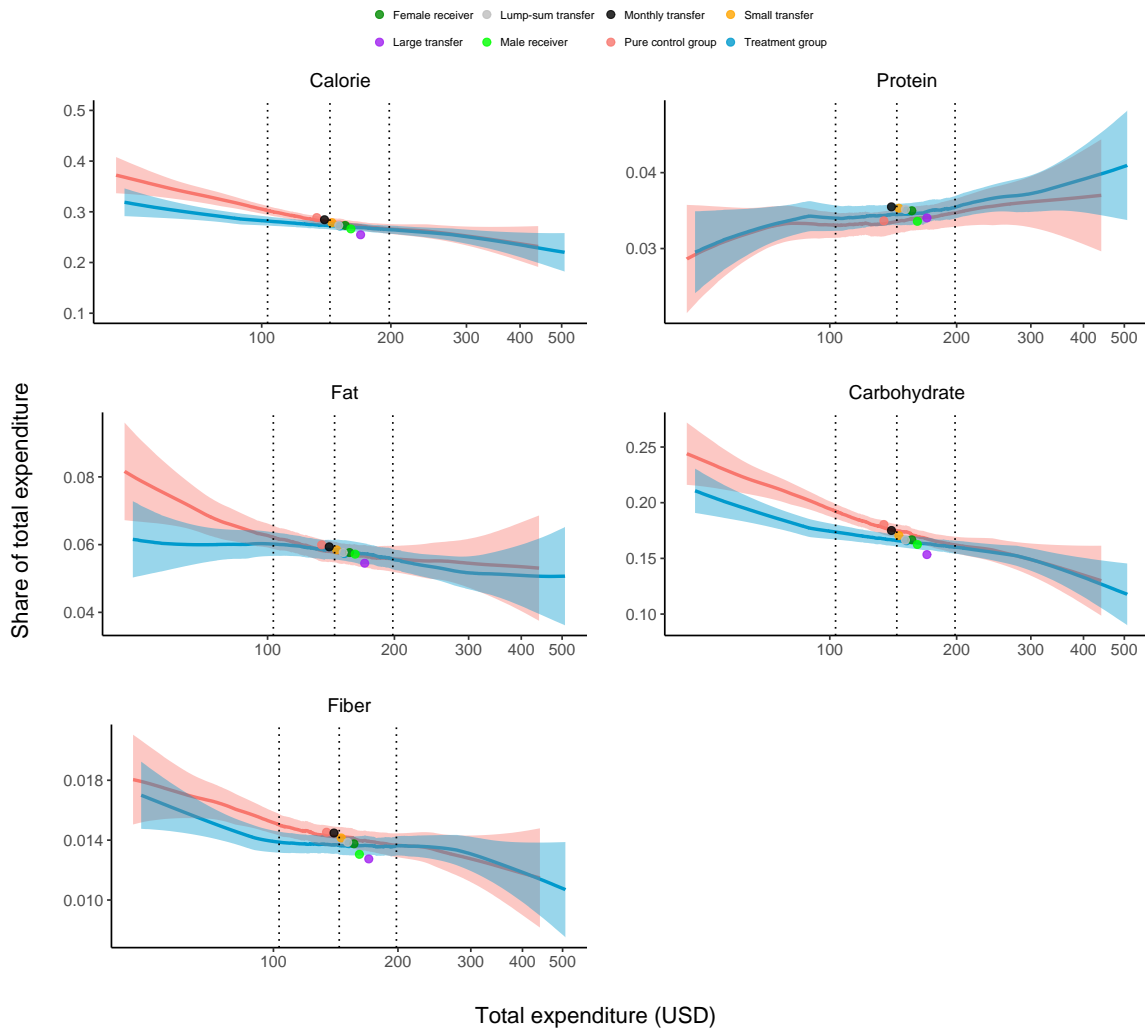 Female receiver Lump-sum transfer Monthly transfer Small transfer
Large transfer Male receiver Pure control group Treatment group
Calorie
0.5
0.4
0.3
0.2
0.1
100 200 300 400 500
Protein
0.04
0.03
100 200 300 400 500
Share of total expenditure
Fat
0.08
0.06
0.04
100 200 300 400 500
Carbohydrate
0.25
0.20
0.15
0.10
100 200 300 400 500
Fiber
0.018
0.014
0.010
100 200 300 400 500
Total expenditure (USD)